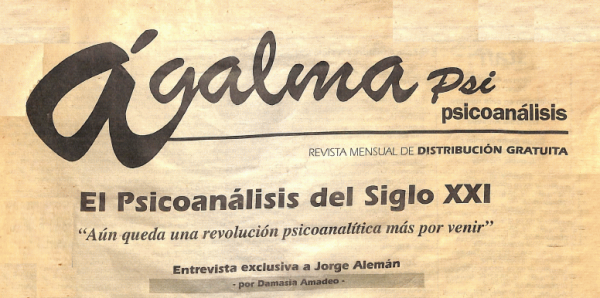 Ágalma Psi
psicoanálisis
REVISTA MENSUAL DE DISTRIBUCIÓN GRATUITA
El Psicoanálisis del Siglo XXI
“Aún queda una revolución psicoanalítica más por venir”
Entrevista exclusiva a Jorge Alemán
- por Damasia Amadeo -